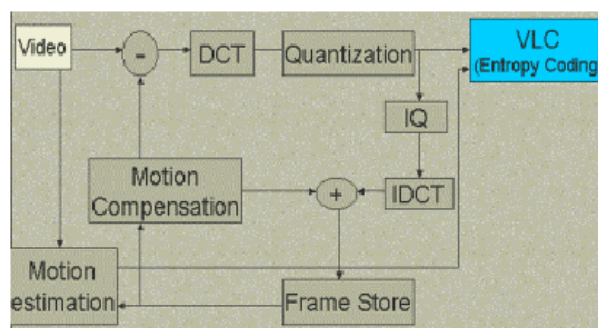 Video
-
DCT
Quantization
VLC
(Entropy Coding)
IQ
Motion
Compensation
+
IDCT
Motion
estimation
Frame Store